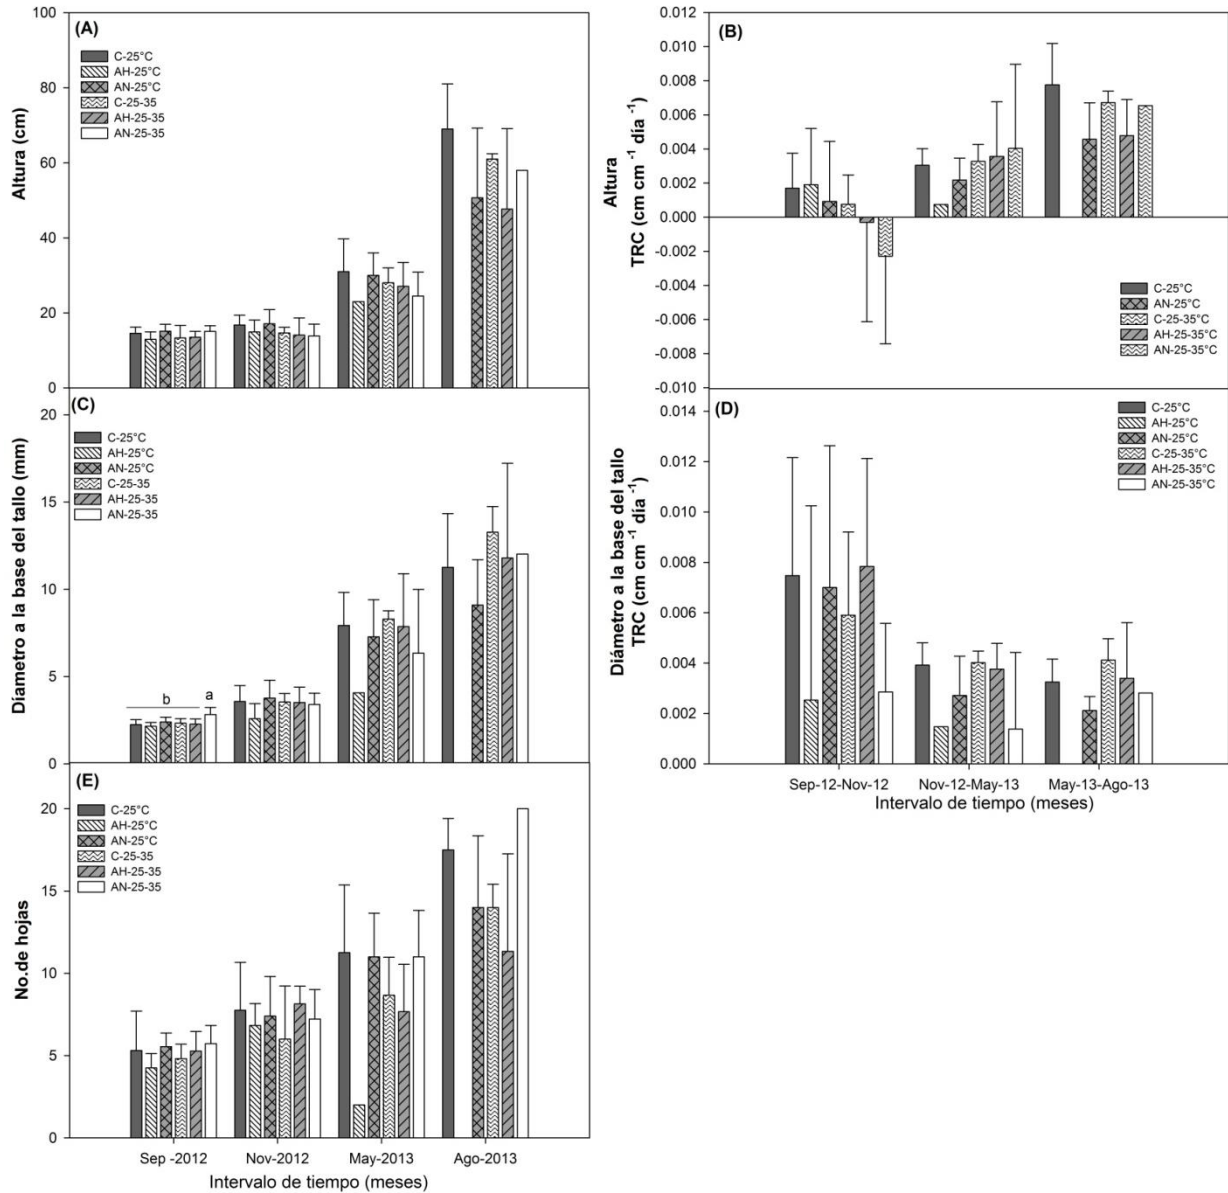 (A)
100
80
60
40
20
0
Altura (cm)
C-25°C
AH-25°C
AN-25°C
C-25-35
AH-25-35
AN-25-35
(B)
0.012
0.010
0.008
0.006
0.004
0.002
0.000
-0.002
-0.004
-0.006
-0.008
-0.010
Altura
TRC (cm cm -1 día -1)
C-25°C
AN-25°C
C-25-35°C
AH-25-35°C
AN-25-35°C
(C)
20
15
10
5
0
Diametro a la base del tallo (mm)
C-25°C
AH-25°C
AN-25°C
C-25-35
AH-25-35
AN-25-35
b
a
(D)
0.014
0.012
0.010
0.008
0.006
0.004
0.002
0.000
Diámetro a la base del tallo
TRC (cm cm -1 día -1)
C-25°C
AH-25°C
AN-25°C
C-25-35°C
AH-25-35°C
AN-25-35°C
Sep-12-Nov-12
Nov-12-May-13
May-13-Ago-13
Intervalo de tiempo (meses)
(E)
20
15
10
5
0
No.de hojas
C-25°C
AH-25°C
AN-25°C
C-25-35
AH-25-35
AN-25-35
Sep -2012
Nov-2012
May-2013
Ago-2013
Intervalo de tiempo (meses)